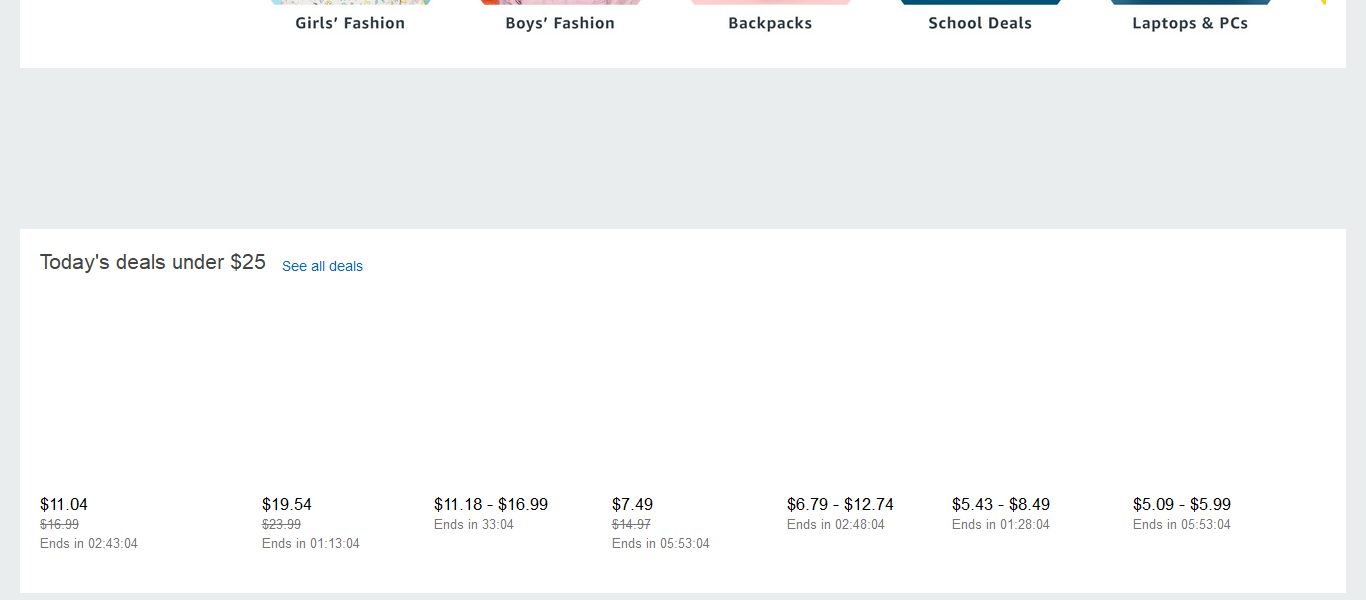 Girls’ Fashion
Boys’ Fashion
Backpacks
School Deals
Laptops & PCs
Today's deals under $25
See all deals
$11.04
$16.99
Ends in 02:43:04
$19.54
$23.99
Ends in 01:13:04
$11.18 - $16.99
Ends in 33:04
$7.49
$14.97
Ends in 05:53:04
$6.79 - $12.74
Ends in 02:48:04
$5.43 - $8.49
Ends in 01:28:04
$5.09 - $5.99
Ends in 05:53:04